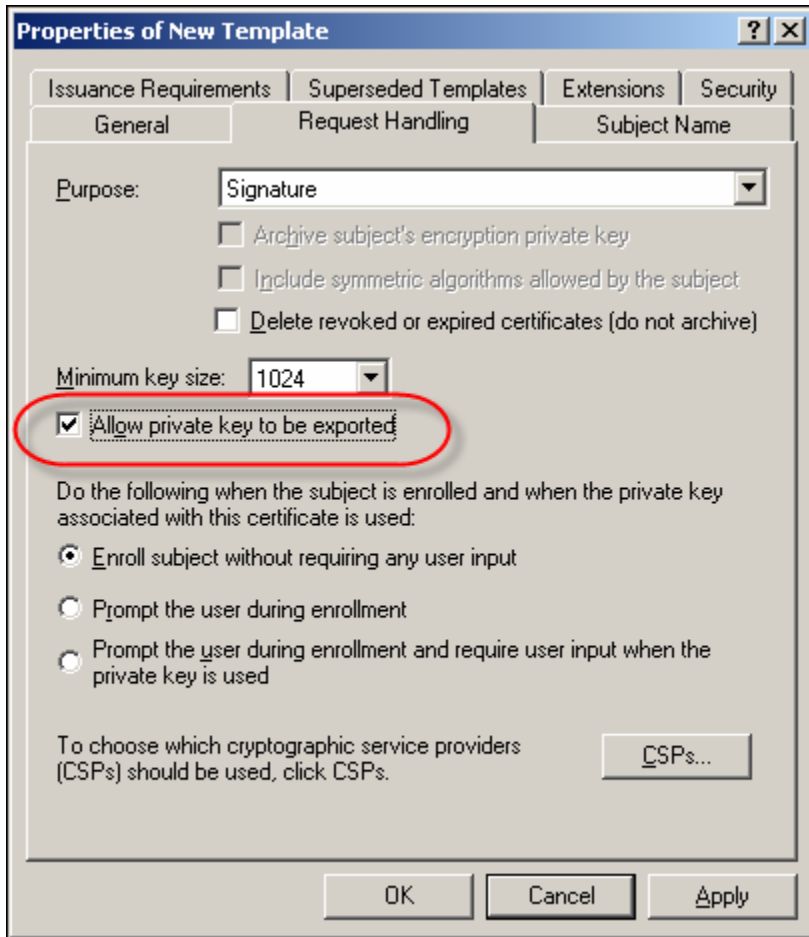 Properties of New Template
Issuance Requirements
Superseded Templates
Extensions
Security
General
Request Handling
Subject Name
Purpose:
Signature
Archive subject's encryption private key
Include symmetric algorithms allowed by the subject
Delete revoked or expired certificates (do not archive)
Minimum key size:
1024
Allow private key to be exported
Do the following when the subject is enrolled and when the private key
associated with this certificate is used:
Enroll subject without requiring any user input
Prompt the user during enrollment
Prompt the user during enrollment and require user input when the
private key is used
To choose which cryptographic service providers
(CSPs) should be used, click CSPs.
CSPs...
OK
Cancel
Apply